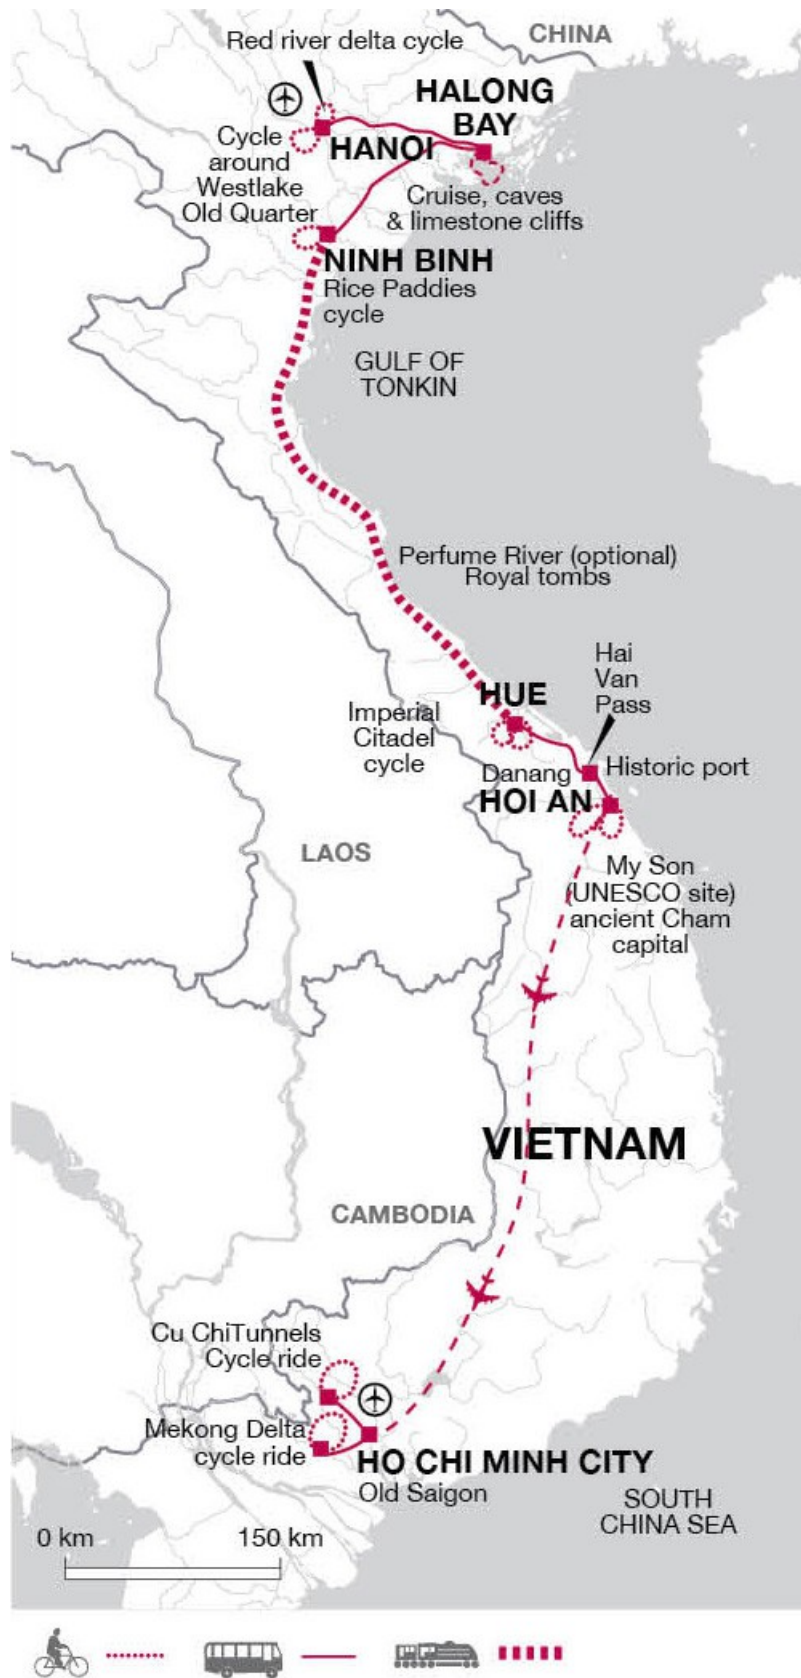 Red river delta cycle
CHINA
HALONG
BAY
HANOI
Cycle
around
Westlake
Old Quarter
Cruise, caves
& limestone cliffs
NINH BINH
Rice Paddies
cycle
GULF OF
TONKIN
Perfume River (optional)
Royal tombs
Hai
Van
Pass
HUE
Imperial
Citadel
cycle
Danang
Historic port
HOI AN
LAOS
My Son
(UNESCO site)
ancient Cham
capital
VIETNAM
CAMBODIA
Cu ChiTunnels
Cycle ride
Mekong Delta
cycle ride
HO CHI MINH CITY
Old Saigon
SOUTH
CHINA SEA
0 km 150 km